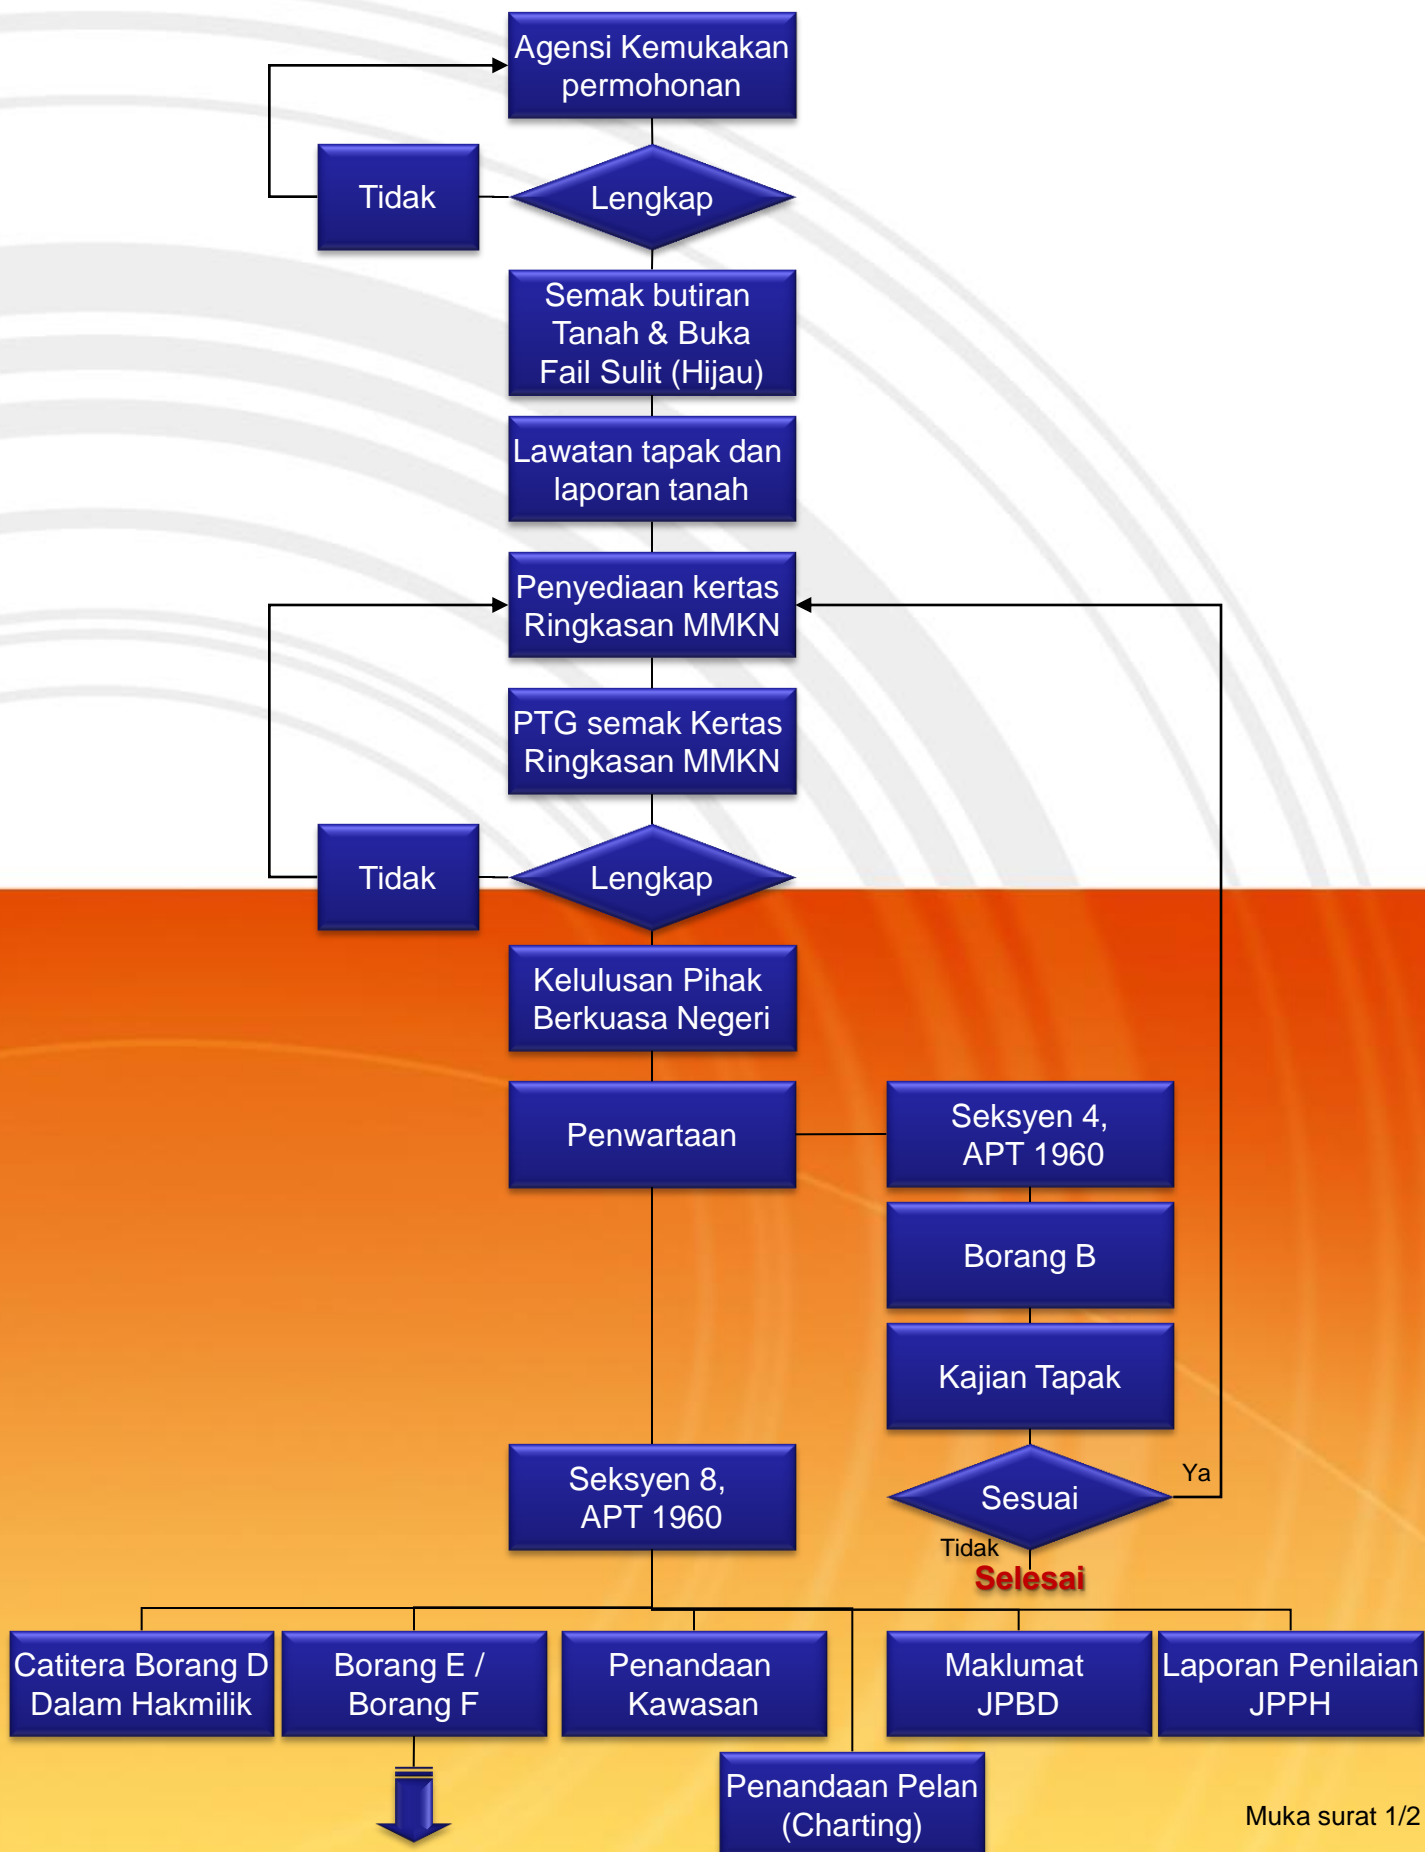 Agensi Kemukakan
permohonan
Tidak
Lengkap
Semak butiran
Tanah & Buka
Fail Sulit (Hijau)
Lawatan tapak dan
laporan tanah
Penyediaan kertas
Ringkasan MMKN
PTG semak Kertas
Ringkasan MMKN
Tidak
Lengkap
Kelulusan Pihak
Berkuasa Negeri
Penwartaan
Seksyen 4,
APT 1960
Borang B
Kajian Tapak
Sesuai
Ya
Tidak
Selesai
Seksyen 8,
APT 1960
Catitera Borang D
Dalam Hakmilik
Borang E /
Borang F
Penandaan
Kawasan
Maklumat
JPBD
Laporan Penilaian
JPPH
Penandaan Pelan
(Charting)
Muka surat 1/2